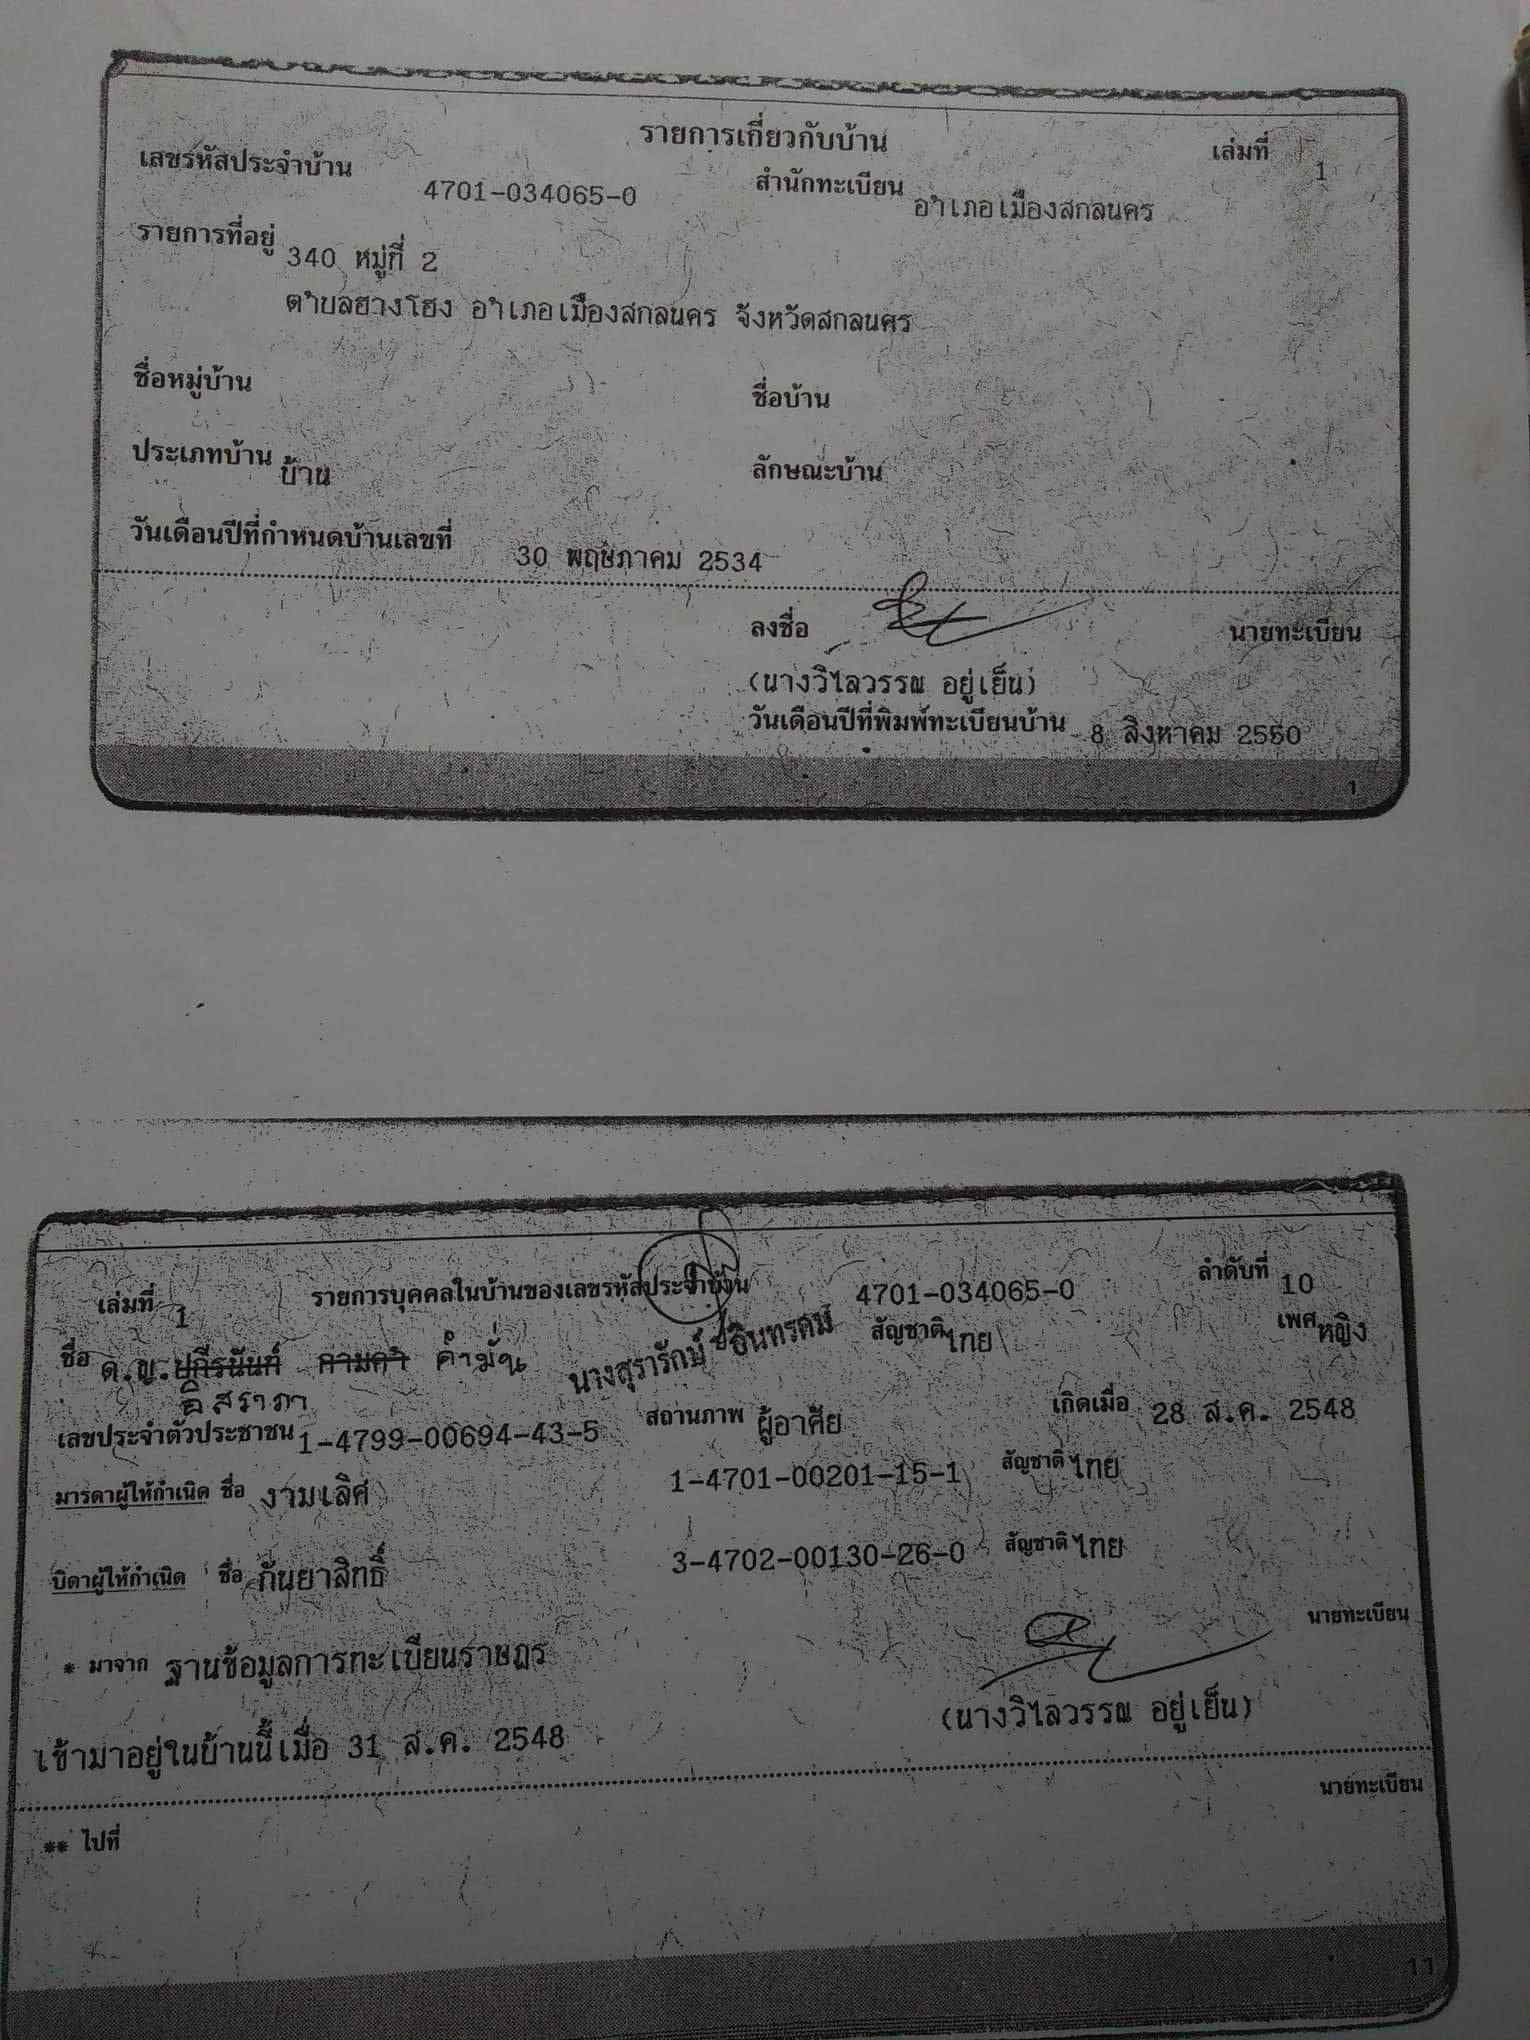 รายการเกี่ยวกับบ้าน
เล่มที่ 1
เลขรหัสประจำบ้าน 4701-034065-0 สำนักทะเบียน อำเภอเมืองสกลนคร
รายการที่อยู่ 340 หมู่ที่ 2
ตำบลฮางโฮง อำเภอเมืองสกลนคร จังหวัดสกลนคร
ชื่อหมู่บ้าน ชื่อบ้าน
ประเภทบ้าน บ้าน ลักษณะบ้าน
วันเดือนปีที่กำหนดบ้านเลขที่ 30 พฤษภาคม 2534
ลงชื่อ นายทะเบียน
(นางวิไลวรรณ อยู่เย็น)
วันเดือนปีที่พิมพ์ทะเบียนบ้าน 8 สิงหาคม 2550
1
เล่มที่ 1 รายการบุคคลในบ้านของเลขรหัสประจำบ้าน 4701-034065-0 ลำดับที่ 10
ชื่อ ด.ญ.ปกีรนันท์ กามคำ คำมั่น สัญชาติ ไทย เพศ หญิง
นางสุรารักษ์ อินทรคม
อิสราภา
เลขประจำตัวประชาชน 1-4799-00694-43-5 สถานภาพ ผู้อาศัย เกิดเมื่อ 28 ส.ค. 2548
มารดาผู้ให้กำเนิด ชื่อ งามเลิศ 1-4701-00201-15-1 สัญชาติ ไทย
บิดาผู้ให้กำเนิด ชื่อ กันยาสิทธิ์ 3-4702-00130-26-0 สัญชาติ ไทย
* มาจาก ฐานข้อมูลการทะเบียนราษฎร นายทะเบียน
(นางวิไลวรรณ อยู่เย็น)
เข้ามาอยู่ในบ้านนี้เมื่อ 31 ส.ค. 2548
นายทะเบียน
** ไปที่
11